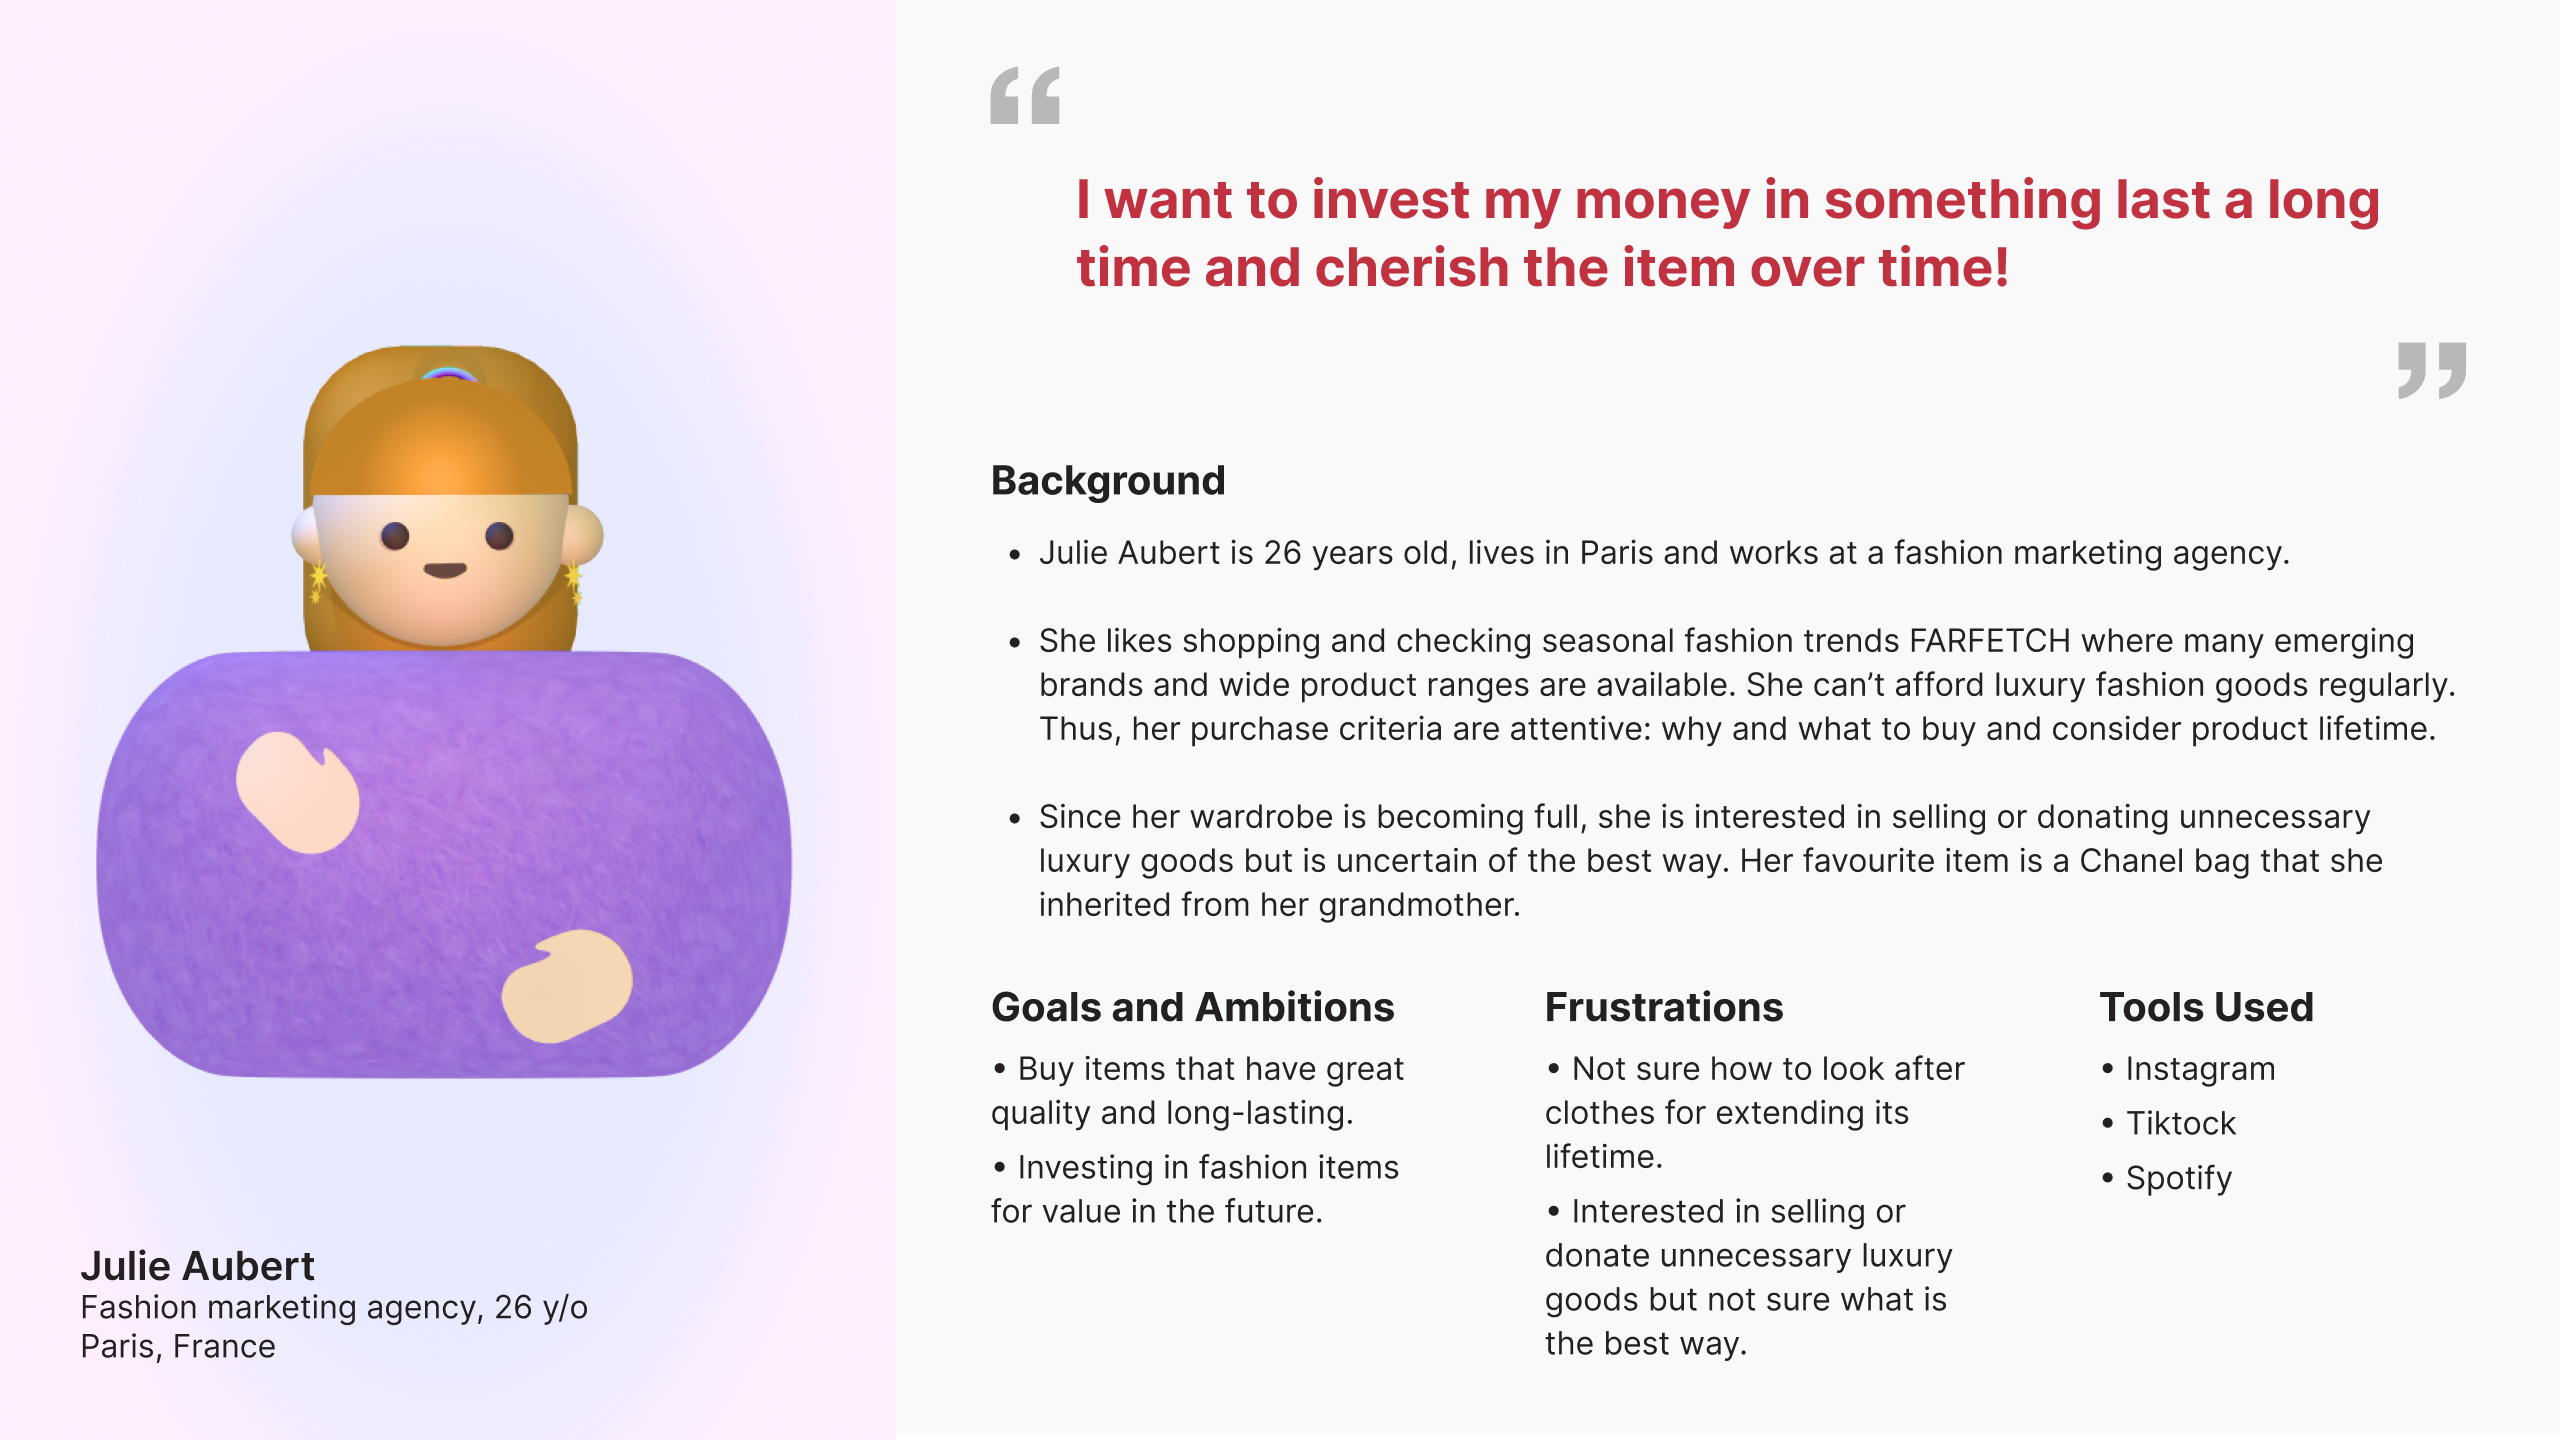 “
I want to invest my money in something last a long
time and cherish the item over time!
”
Background
• Julie Aubert is 26 years old, lives in Paris and works at a fashion marketing agency.
• She likes shopping and checking seasonal fashion trends FARFETCH where many emerging
brands and wide product ranges are available. She can’t afford luxury fashion goods regularly.
Thus, her purchase criteria are attentive: why and what to buy and consider product lifetime.
• Since her wardrobe is becoming full, she is interested in selling or donating unnecessary
luxury goods but is uncertain of the best way. Her favourite item is a Chanel bag that she
inherited from her grandmother.
Goals and Ambitions
• Buy items that have great
quality and long-lasting.
• Investing in fashion items
for value in the future.
Frustrations
• Not sure how to look after
clothes for extending its
lifetime.
• Interested in selling or
donate unnecessary luxury
goods but not sure what is
the best way.
Tools Used
• Instagram
• Tiktock
• Spotify
Julie Aubert
Fashion marketing agency, 26 y/o
Paris, France